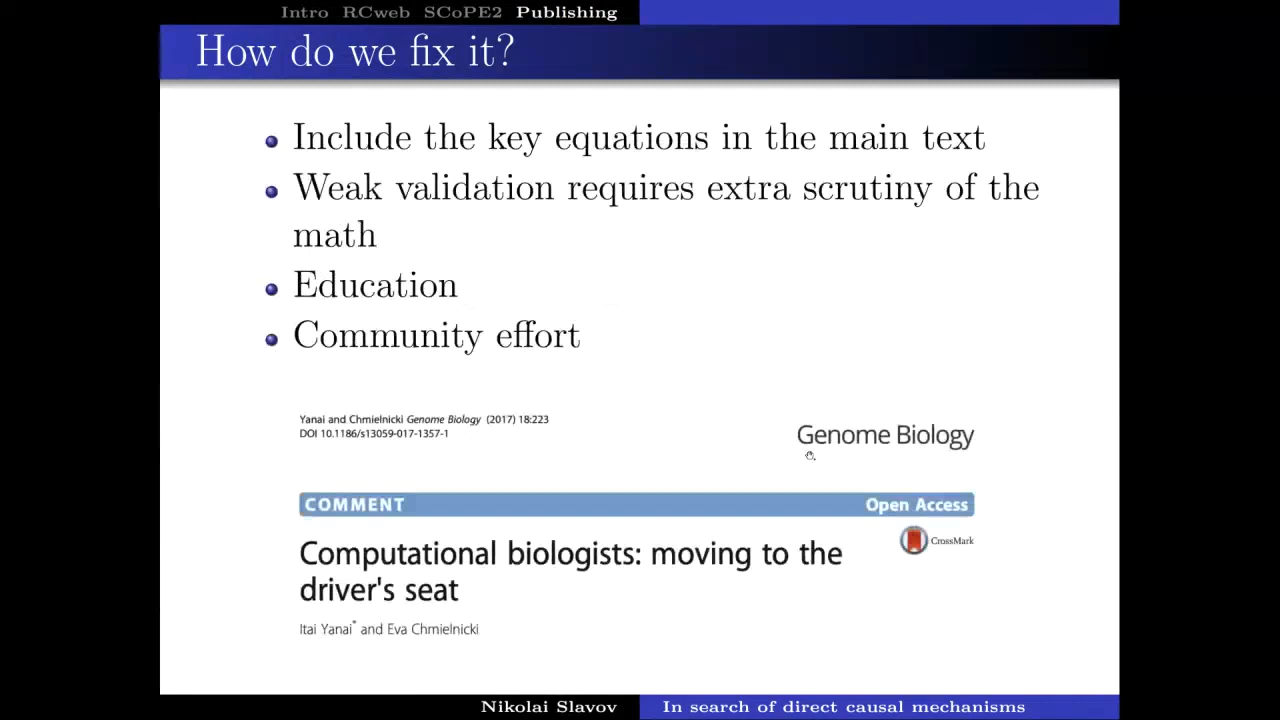 Intro RCweb SCoPE2 Publishing
How do we fix it?
Include the key equations in the main text
Weak validation requires extra scrutiny of the
math
Education
Community effort
Yanai and Chmielnicki Genome Biology (2017) 18:223
DOI 10.1186/s13059-017-1357-1
Genome Biology
COMMENT Open Access
CrossMark
Computational biologists: moving to the
driver's seat
Itai Yanai* and Eva Chmielnicki
Nikolai Slavov In search of direct causal mechanisms